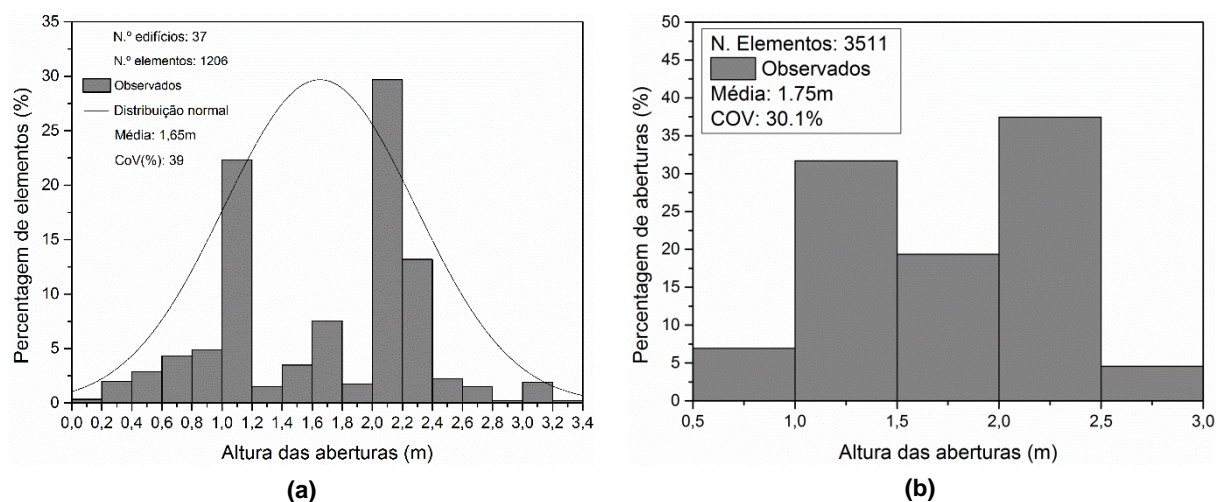 N.º edifícios: 37
N.º elementos: 1206
Observados
Distribuição normal
Média: 1,65m
CoV(%): 39
Percentagem de elementos (%)
35
30
25
20
15
10
5
0
0,0 0,2 0,4 0,6 0,8 1,0 1,2 1,4 1,6 1,8 2,0 2,2 2,4 2,6 2,8 3,0 3,2 3,4
Altura das aberturas (m)
(a)
N. Elementos: 3511
Observados
Média: 1.75m
COV: 30.1%
Percentagem de aberturas (%)
50
45
40
35
30
25
20
15
10
5
0
0,5 1,0 1,5 2,0 2,5 3,0
Altura das aberturas (m)
(b)